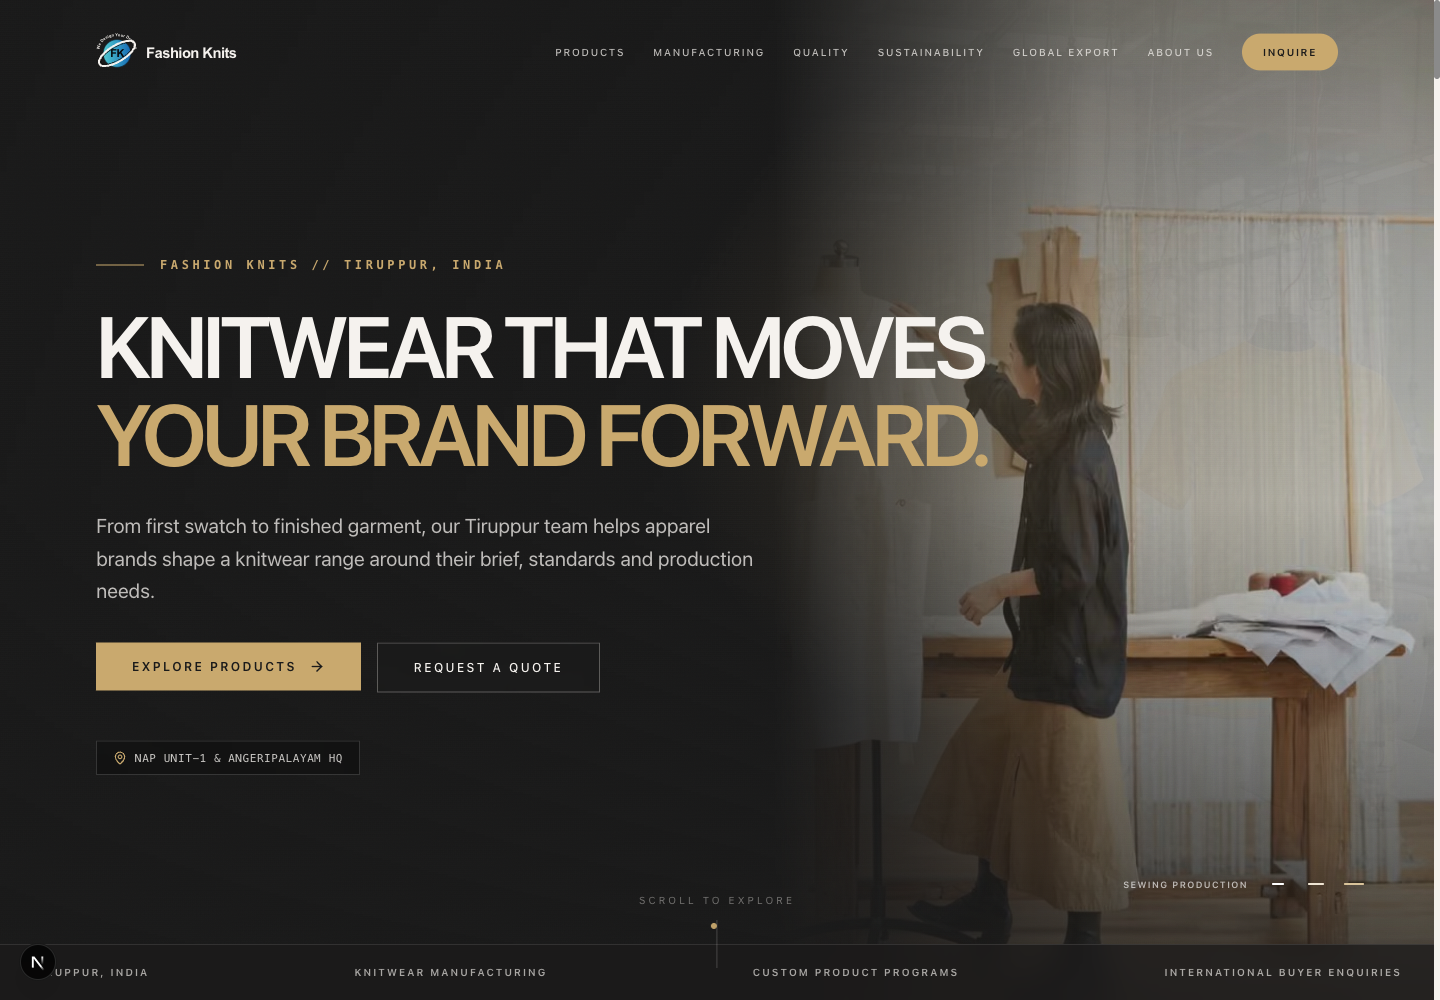 FK
Fashion Knits
PRODUCTS
MANUFACTURING
QUALITY
SUSTAINABILITY
GLOBAL EXPORT
ABOUT US
INQUIRE
FASHION KNITS // TIRUPPUR, INDIA
KNITWEAR THAT MOVES
YOUR BRAND FORWARD.
From first swatch to finished garment, our Tiruppur team helps apparel
brands shape a knitwear range around their brief, standards and production
needs.
EXPLORE PRODUCTS
REQUEST A QUOTE
NAP UNIT–1 & ANGERIPALAYAM HQ
SEWING PRODUCTION
SCROLL TO EXPLORE
N
UPPUR, INDIA
KNITWEAR MANUFACTURING
CUSTOM PRODUCT PROGRAMS
INTERNATIONAL BUYER ENQUIRIES